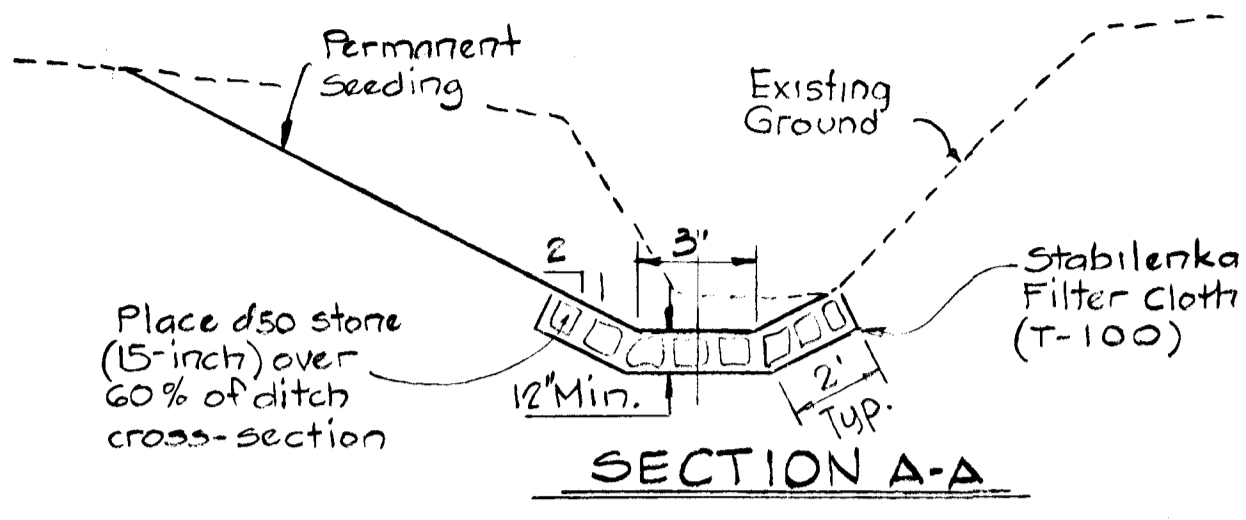 Permanent
Seeding
Existing
Ground
2
3"
1
Stabilenka
Filter Cloth
(T-100)
Place d50 stone
(15-inch) over
60% of ditch
cross-section
12" Min.
2'
Typ.
SECTION A-A